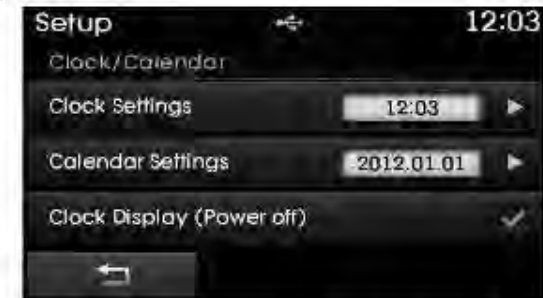 Setup 12:03
Clock/Calendar
Clock Settings 12:03
Calendar Settings 2012.01.01
Clock Display (Power off)